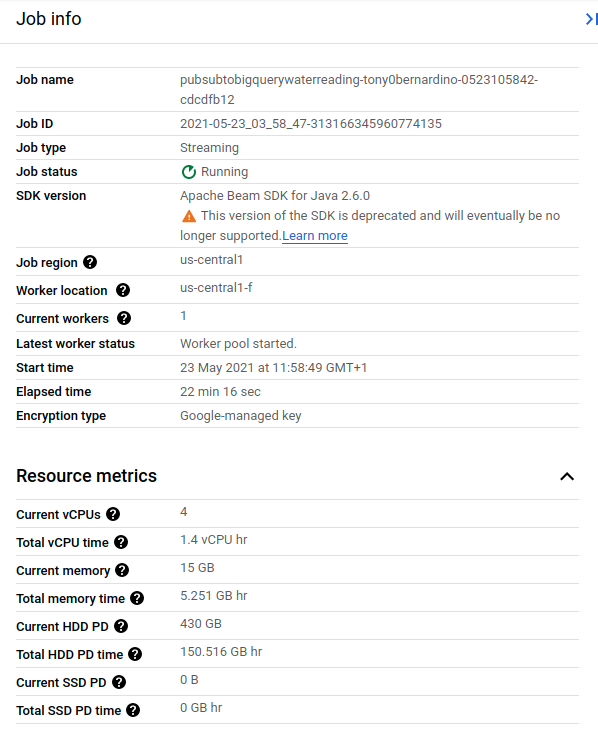 Job info
Job name pubsubtobigquerywaterreading-tony0bernardino-0523105842-
cdcdfb12
Job ID 2021-05-23_03_58_47-313166345960774135
Job type Streaming
Job status Running
SDK version Apache Beam SDK for Java 2.6.0
This version of the SDK is deprecated and will eventually be no
longer supported.Learn more
Job region ? us-central1
Worker location ? us-central1-f
Current workers ? 1
Latest worker status Worker pool started.
Start time 23 May 2021 at 11:58:49 GMT+1
Elapsed time 22 min 16 sec
Encryption type Google-managed key
Resource metrics
Current vCPUs ? 4
Total vCPU time ? 1.4 vCPU hr
Current memory ? 15 GB
Total memory time ? 5.251 GB hr
Current HDD PD ? 430 GB
Total HDD PD time ? 150.516 GB hr
Current SSD PD ? 0 B
Total SSD PD time ? 0 GB hr